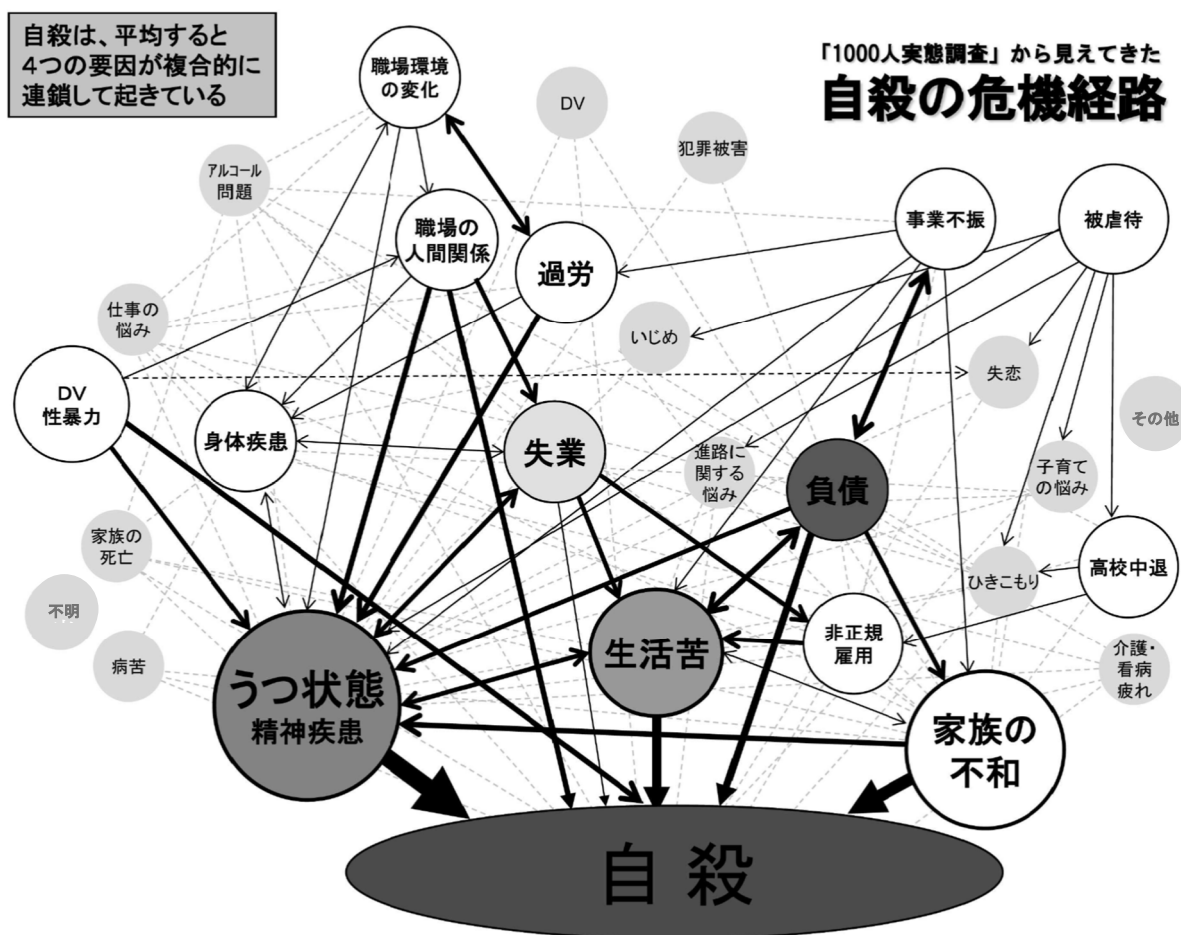 自殺は、平均すると
4つの要因が複合的に
連鎖して起きている
「1000人実態調査」から見えてきた
自殺の危機経路
職場環境
の変化
DV
犯罪被害
アルコール
問題
職場の
人間関係
過労
事業不振
被虐待
仕事の
悩み
いじめ
失恋
DV
性暴力
その他
身体疾患
失業
進路に
関する
悩み
負債
子育て
の悩み
家族の
死亡
ひきこもり
高校中退
不明
病苦
うつ状態
精神疾患
生活苦
非正規
雇用
介護・
看病
疲れ
家族の
不和
自殺